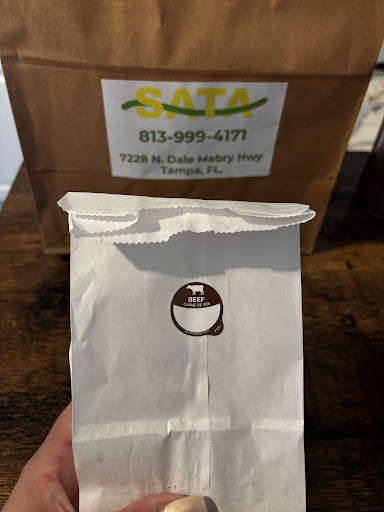 SATA
813-999-4171
7228 N. Dale Mabry Hwy
Tampa, FL.
BEEF
CARNE DE RES